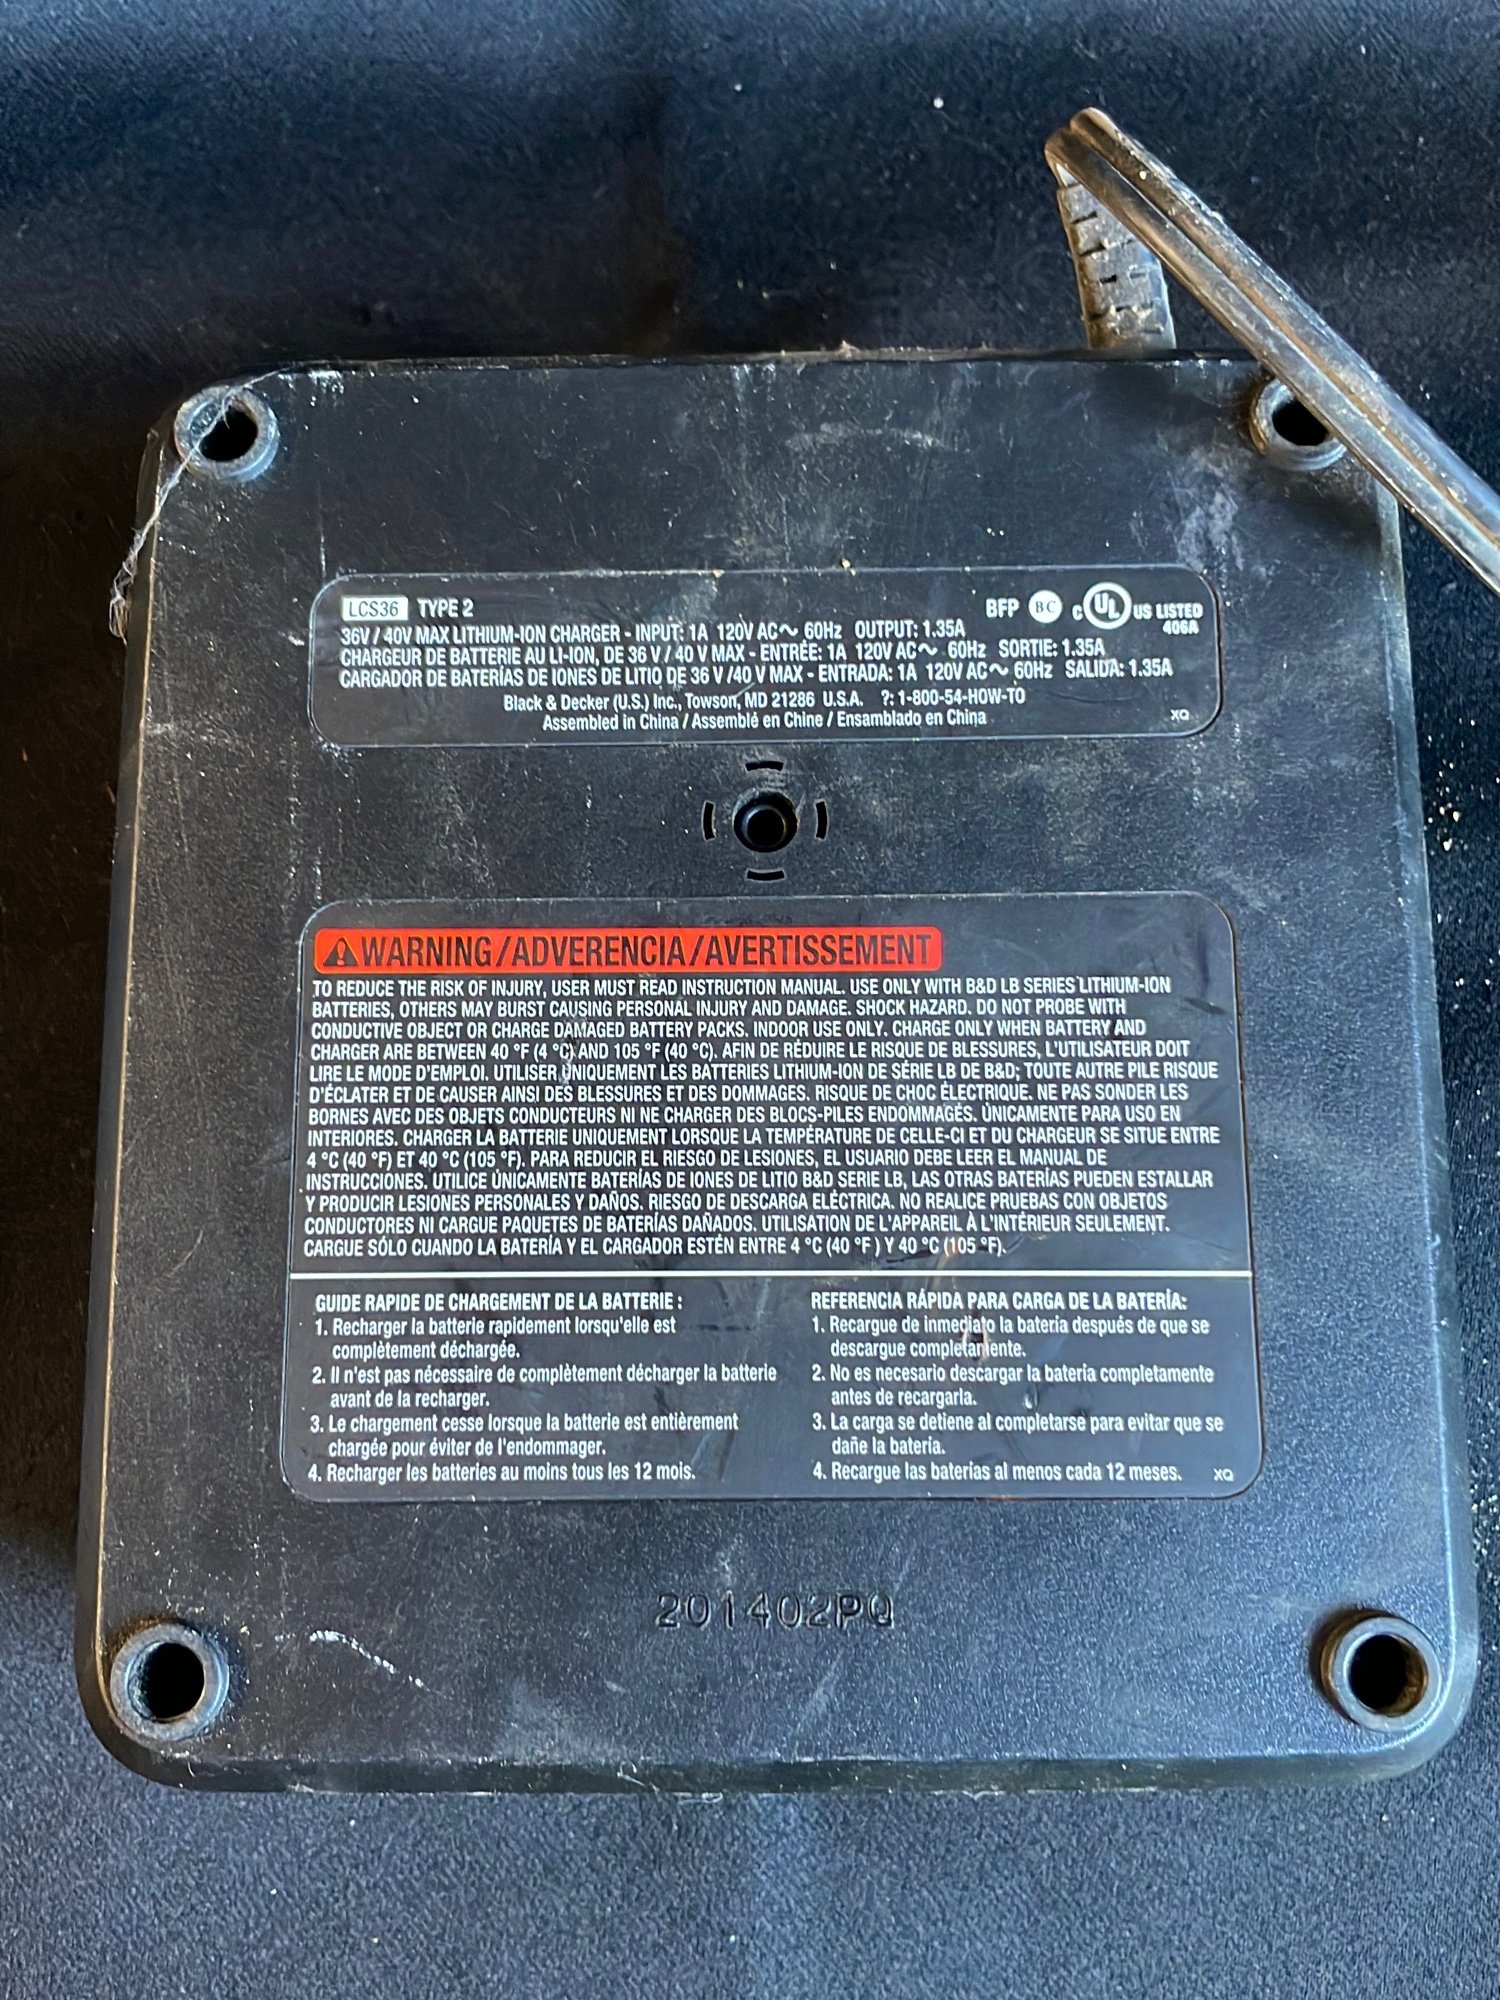 LCS36 TYPE 2 BFP BC C UL US LISTED
406A
36V / 40V MAX LITHIUM-ION CHARGER - INPUT: 1A 120V AC~ 60Hz OUTPUT: 1.35A
CHARGEUR DE BATTERIE AU LI-ION, DE 36 V / 40 V MAX - ENTRÉE: 1A 120V AC~ 60Hz SORTIE: 1.35A
CARGADOR DE BATERÍAS DE IONES DE LITIO DE 36 V /40 V MAX - ENTRADA: 1A 120V AC~ 60Hz SALIDA: 1.35A
Black & Decker (U.S.) Inc., Towson, MD 21286 U.S.A. ?: 1-800-54-HOW-TO
Assembled in China / Assemblé en Chine / Ensamblado en China XQ
WARNING/ADVERENCIA/AVERTISSEMENT
TO REDUCE THE RISK OF INJURY, USER MUST READ INSTRUCTION MANUAL. USE ONLY WITH B&D LB SERIES LITHIUM-ION
BATTERIES, OTHERS MAY BURST CAUSING PERSONAL INJURY AND DAMAGE. SHOCK HAZARD. DO NOT PROBE WITH
CONDUCTIVE OBJECT OR CHARGE DAMAGED BATTERY PACKS. INDOOR USE ONLY. CHARGE ONLY WHEN BATTERY AND
CHARGER ARE BETWEEN 40 °F (4 °C) AND 105 °F (40 °C). AFIN DE RÉDUIRE LE RISQUE DE BLESSURES, L'UTILISATEUR DOIT
LIRE LE MODE D'EMPLOI. UTILISER UNIQUEMENT LES BATTERIES LITHIUM-ION DE SÉRIE LB DE B&D; TOUTE AUTRE PILE RISQUE
D'ÉCLATER ET DE CAUSER AINSI DES BLESSURES ET DES DOMMAGES. RISQUE DE CHOC ÉLECTRIQUE. NE PAS SONDER LES
BORNES AVEC DES OBJETS CONDUCTEURS NI NE CHARGER DES BLOCS-PILES ENDOMMAGÉS. ÚNICAMENTE PARA USO EN
INTERIORES. CHARGER LA BATTERIE UNIQUEMENT LORSQUE LA TEMPÉRATURE DE CELLE-CI ET DU CHARGEUR SE SITUE ENTRE
4 °C (40 °F) ET 40 °C (105 °F). PARA REDUCIR EL RIESGO DE LESIONES, EL USUARIO DEBE LEER EL MANUAL DE
INSTRUCCIONES. UTILICE ÚNICAMENTE BATERÍAS DE IONES DE LITIO B&D SERIE LB, LAS OTRAS BATERÍAS PUEDEN ESTALLAR
Y PRODUCIR LESIONES PERSONALES Y DAÑOS. RIESGO DE DESCARGA ELÉCTRICA. NO REALICE PRUEBAS CON OBJETOS
CONDUCTORES NI CARGUE PAQUETES DE BATERÍAS DAÑADOS. UTILISATION DE L'APPAREIL À L'INTÉRIEUR SEULEMENT.
CARGUE SÓLO CUANDO LA BATERÍA Y EL CARGADOR ESTÉN ENTRE 4 °C (40 °F ) Y 40 °C (105 °F).
GUIDE RAPIDE DE CHARGEMENT DE LA BATTERIE :
1. Recharger la batterie rapidement lorsqu'elle est
complètement déchargée.
2. Il n'est pas nécessaire de complètement décharger la batterie
avant de la recharger.
3. Le chargement cesse lorsque la batterie est entièrement
chargée pour éviter de l'endommager.
4. Recharger les batteries au moins tous les 12 mois.
REFERENCIA RÁPIDA PARA CARGA DE LA BATERÍA:
1. Recargue de inmediato la batería después de que se
descargue completamente.
2. No es necesario descargar la batería completamente
antes de recargarla.
3. La carga se detiene al completarse para evitar que se
dañe la batería.
4. Recargue las baterías al menos cada 12 meses. XQ
201402PQ